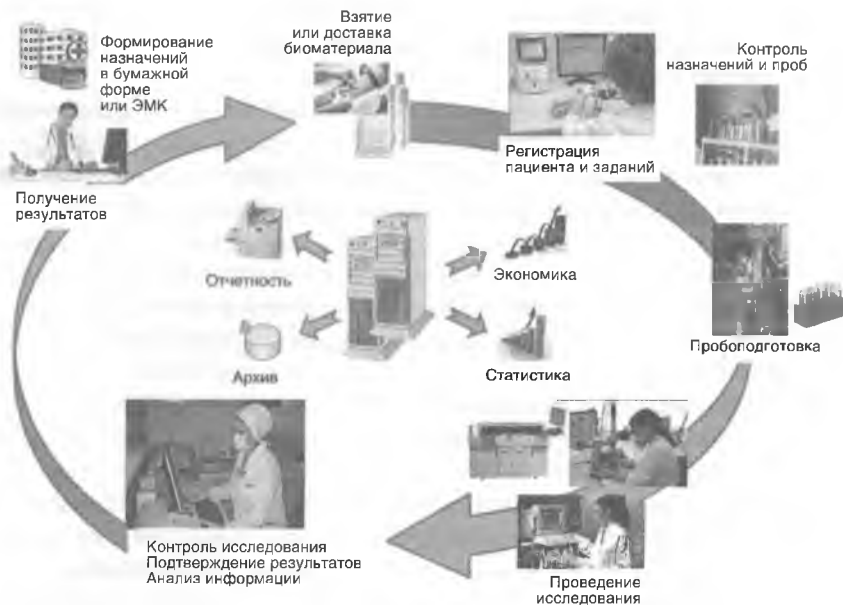 Формирование
назначений
в бумажной
форме
или ЭМК
Взятие
или доставка
биоматериала
Контроль
назначений и проб
Регистрация
пациента и заданий
Получение
результатов
Отчетность
Экономика
Архив
Статистика
Пробоподготовка
Контроль исследования
Подтверждение результатов
Анализ информации
Проведение
исследования